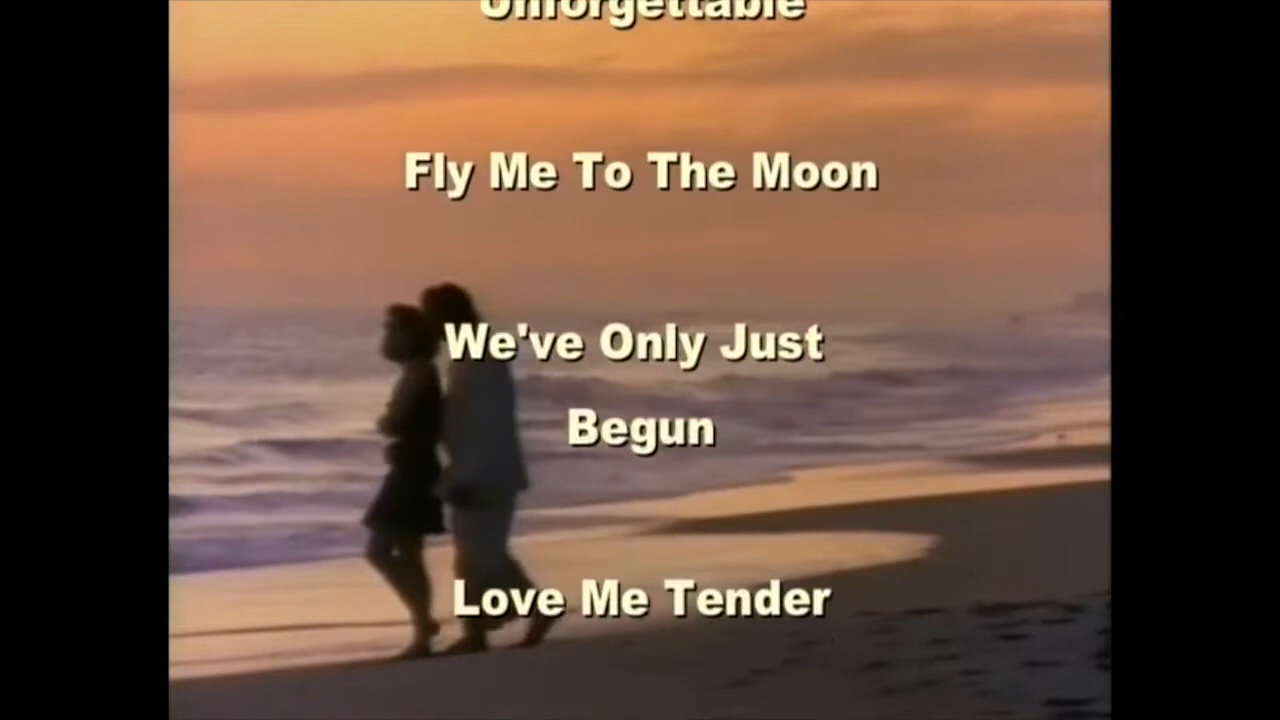 Unforgettable
Fly Me To The Moon
We've Only Just
Begun
Love Me Tender